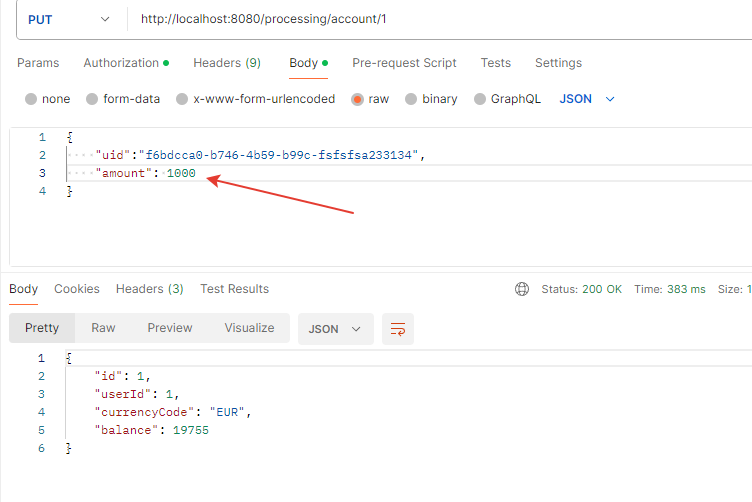 PUT http://localhost:8080/processing/account/1
Params Authorization Headers (9) Body Pre-request Script Tests Settings
none form-data x-www-form-urlencoded raw binary GraphQL JSON
1 {
2 "uid":"f6bdcca0-b746-4b59-b99c-fsfsfsa233134",
3 "amount": 1000
4 }
Body Cookies Headers (3) Test Results Status: 200 OK Time: 383 ms Size: 1
Pretty Raw Preview Visualize JSON
1 {
2 "id": 1,
3 "userId": 1,
4 "currencyCode": "EUR",
5 "balance": 19755
6 }